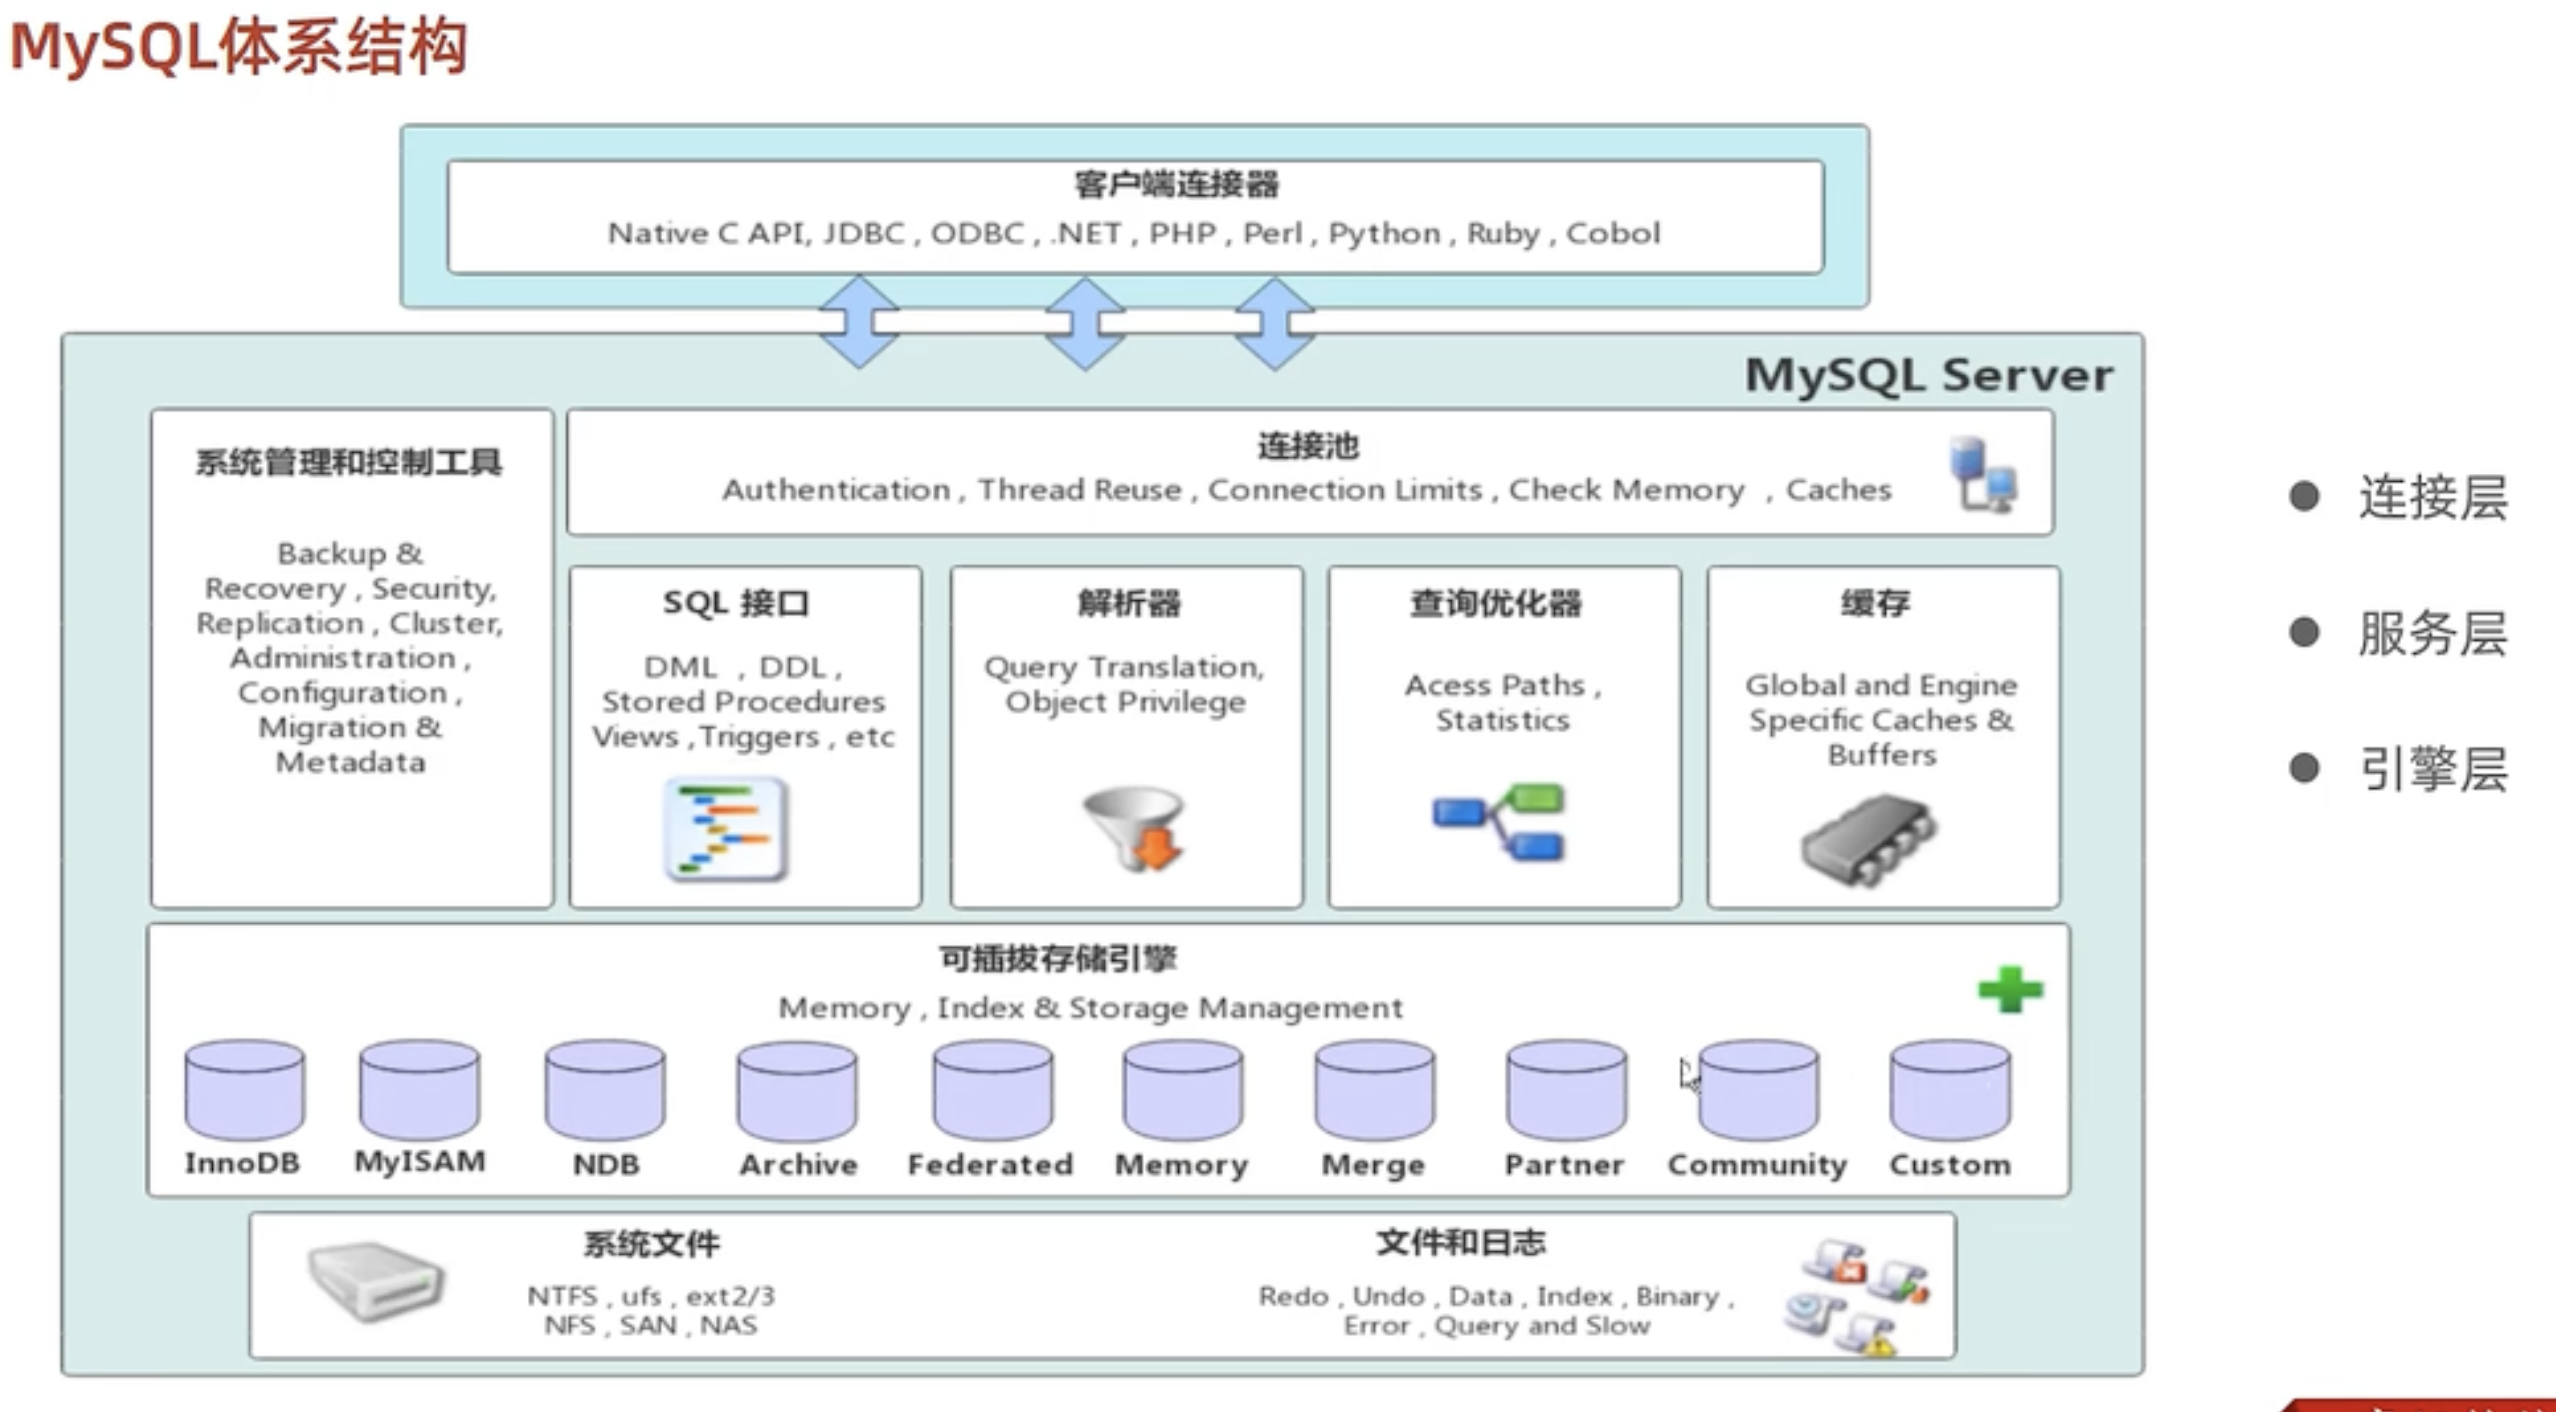 MySQL体系结构
客户端连接器
Native C API, JDBC , ODBC , .NET , PHP , Perl , Python , Ruby , Cobol
MySQL Server
系统管理和控制工具
Backup &
Recovery , Security,
Replication , Cluster,
Administration ,
Configuration ,
Migration &
Metadata
连接池
Authentication , Thread Reuse , Connection Limits , Check Memory , Caches
SQL 接口
DML , DDL ,
Stored Procedures
Views ,Triggers , etc
解析器
Query Translation,
Object Privilege
查询优化器
Acess Paths ,
Statistics
缓存
Global and Engine
Specific Caches &
Buffers
可插拔存储引擎
Memory , Index & Storage Management
InnoDB
MyISAM
NDB
Archive
Federated
Memory
Merge
Partner
Community
Custom
系统文件
NTFS , ufs , ext2/3
NFS , SAN , NAS
文件和日志
Redo , Undo , Data , Index , Binary ,
Error , Query and Slow
连接层
服务层
引擎层